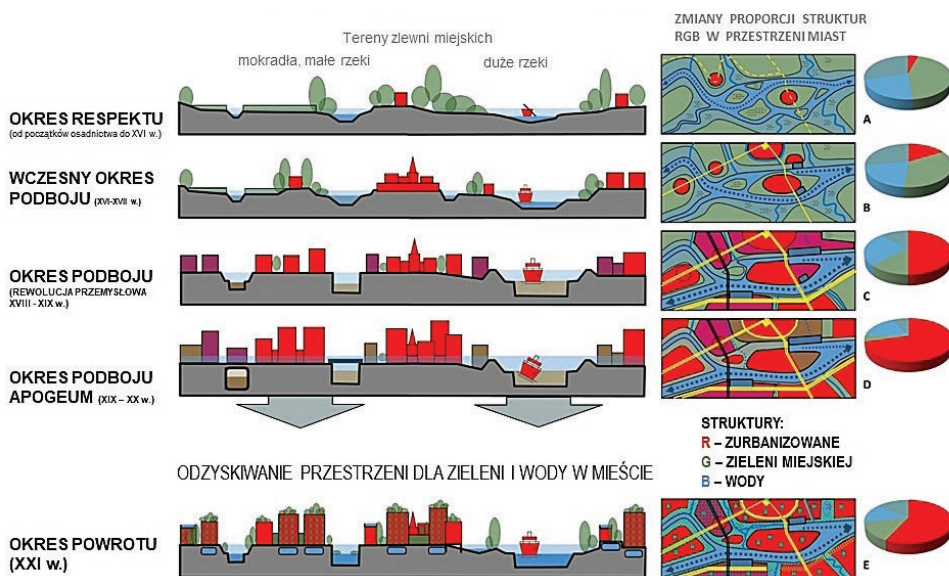 Tereny zlewni miejskich
mokradła, małe rzeki
duże rzeki
ZMIANY PROPORCJI STRUKTUR
RGB W PRZESTRZENI MIAST
OKRES RESPEKTU
(od początków osadnictwa do XVI w.)
A
WCZESNY OKRES
PODBOJU (XVI-XVII w.)
B
OKRES PODBOJU
(REWOLUCJA PRZEMYSŁOWA
XVIII - XIX w.)
C
OKRES PODBOJU
APOGEUM (XIX – XX w.)
D
STRUKTURY:
R – ZURBANIZOWANE
G – ZIELENI MIEJSKIEJ
B – WODY
ODZYSKIWANIE PRZESTRZENI DLA ZIELENI I WODY W MIEŚCIE
OKRES POWROTU
(XXI w.)
E